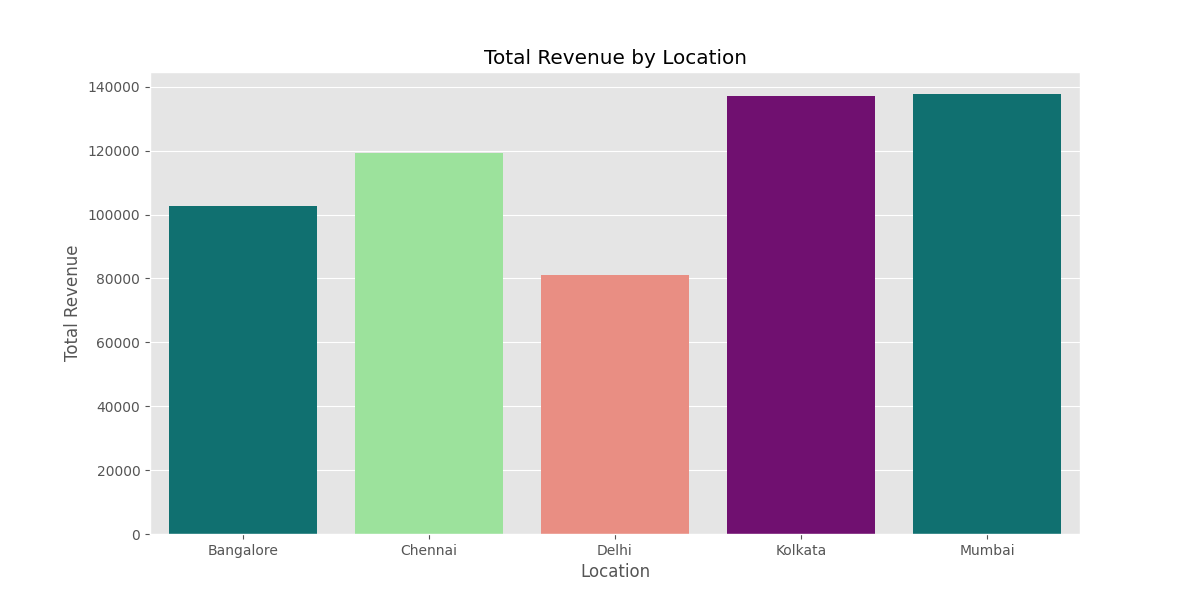 Total Revenue by Location
140000
120000
100000
80000
60000
40000
20000
0
Total Revenue
Bangalore
Chennai
Delhi
Kolkata
Mumbai
Location